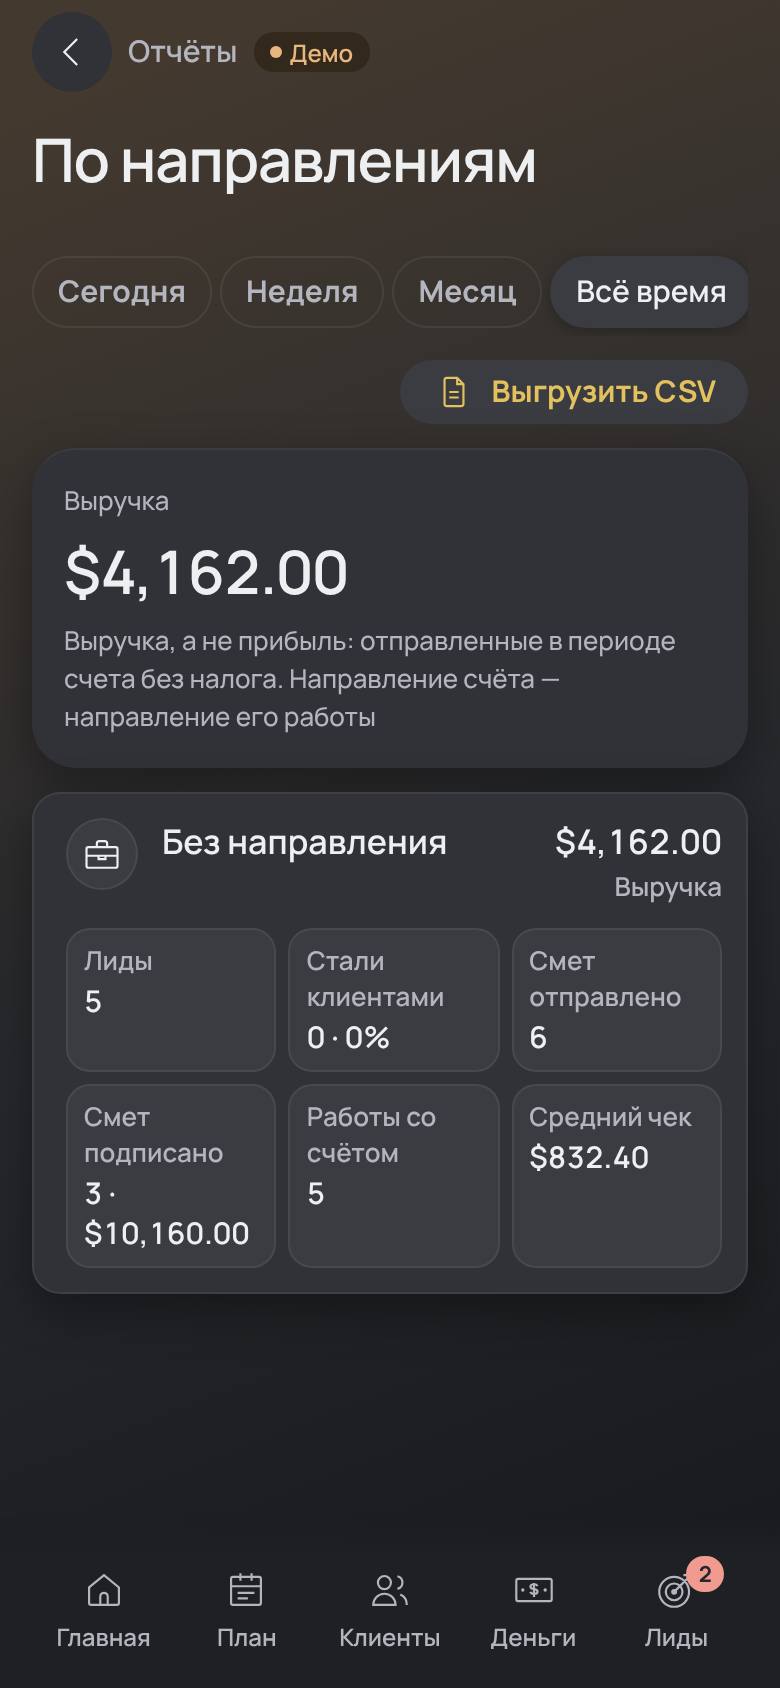 Отчёты
Демо
По направлениям
Сегодня
Неделя
Месяц
Всё время
Выгрузить CSV
Выручка
$4,162.00
Выручка, а не прибыль: отправленные в периоде
счета без налога. Направление счёта —
направление его работы
Без направления
$4,162.00
Выручка
Лиды
5
Стали
клиентами
0 · 0%
Смет
отправлено
6
Смет
подписано
3 ·
$10,160.00
Работы со
счётом
5
Средний чек
$832.40
2
Главная
План
Клиенты
Деньги
Лиды